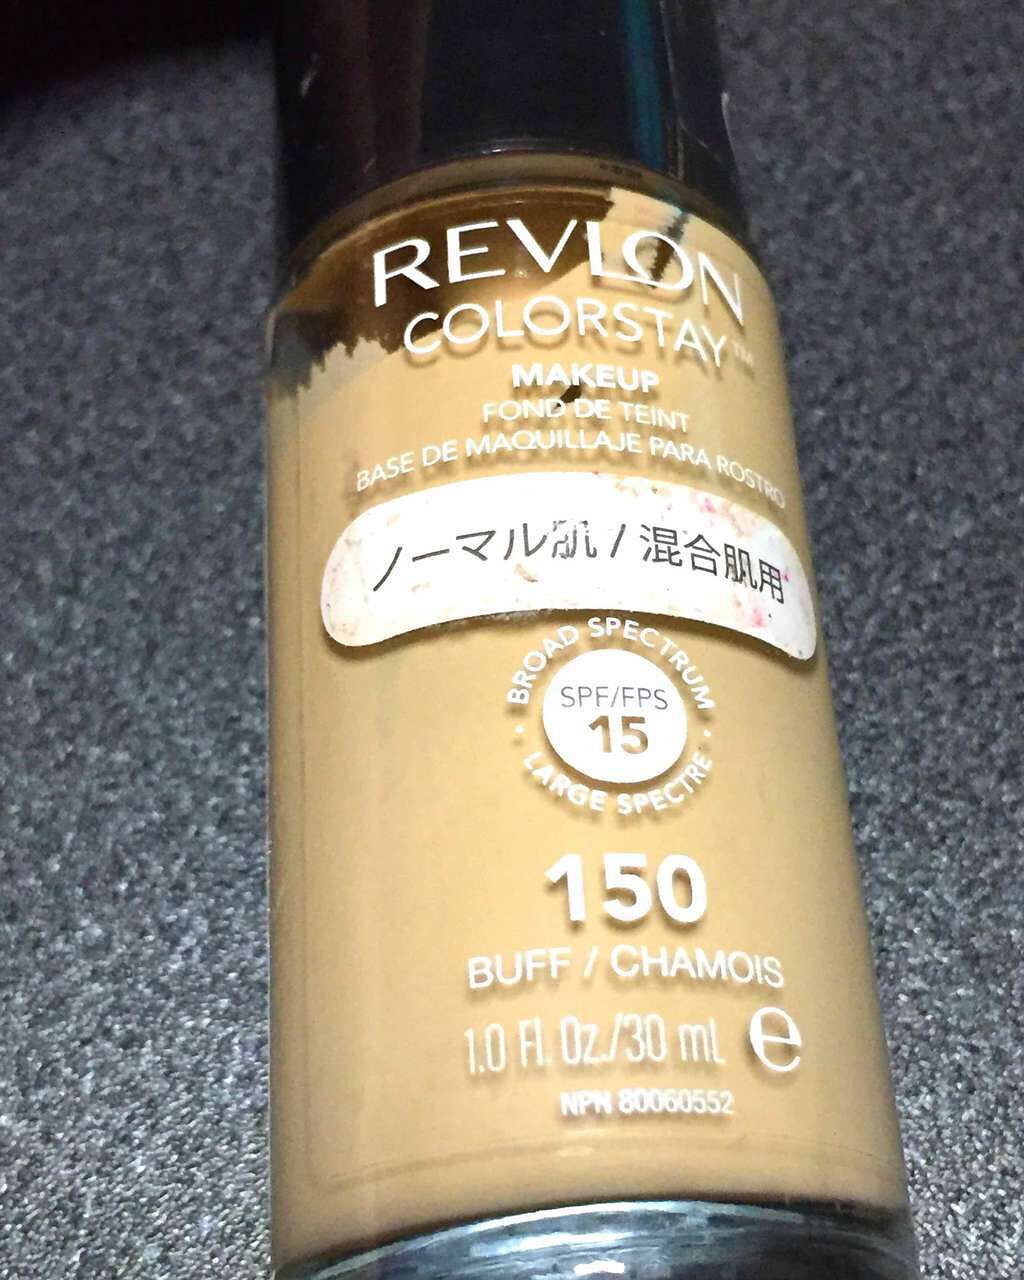 REVLON
COLORSTAY™
MAKEUP
FOND DE TEINT
BASE DE MAQUILLAJE PARA ROSTRO
ノーマル肌 / 混合肌用
BROAD SPECTRUM
SPF/FPS
15
LARGE SPECTRE
150
BUFF / CHAMOIS
1.0 Fl. Oz./30 mL e
NPN 80060552